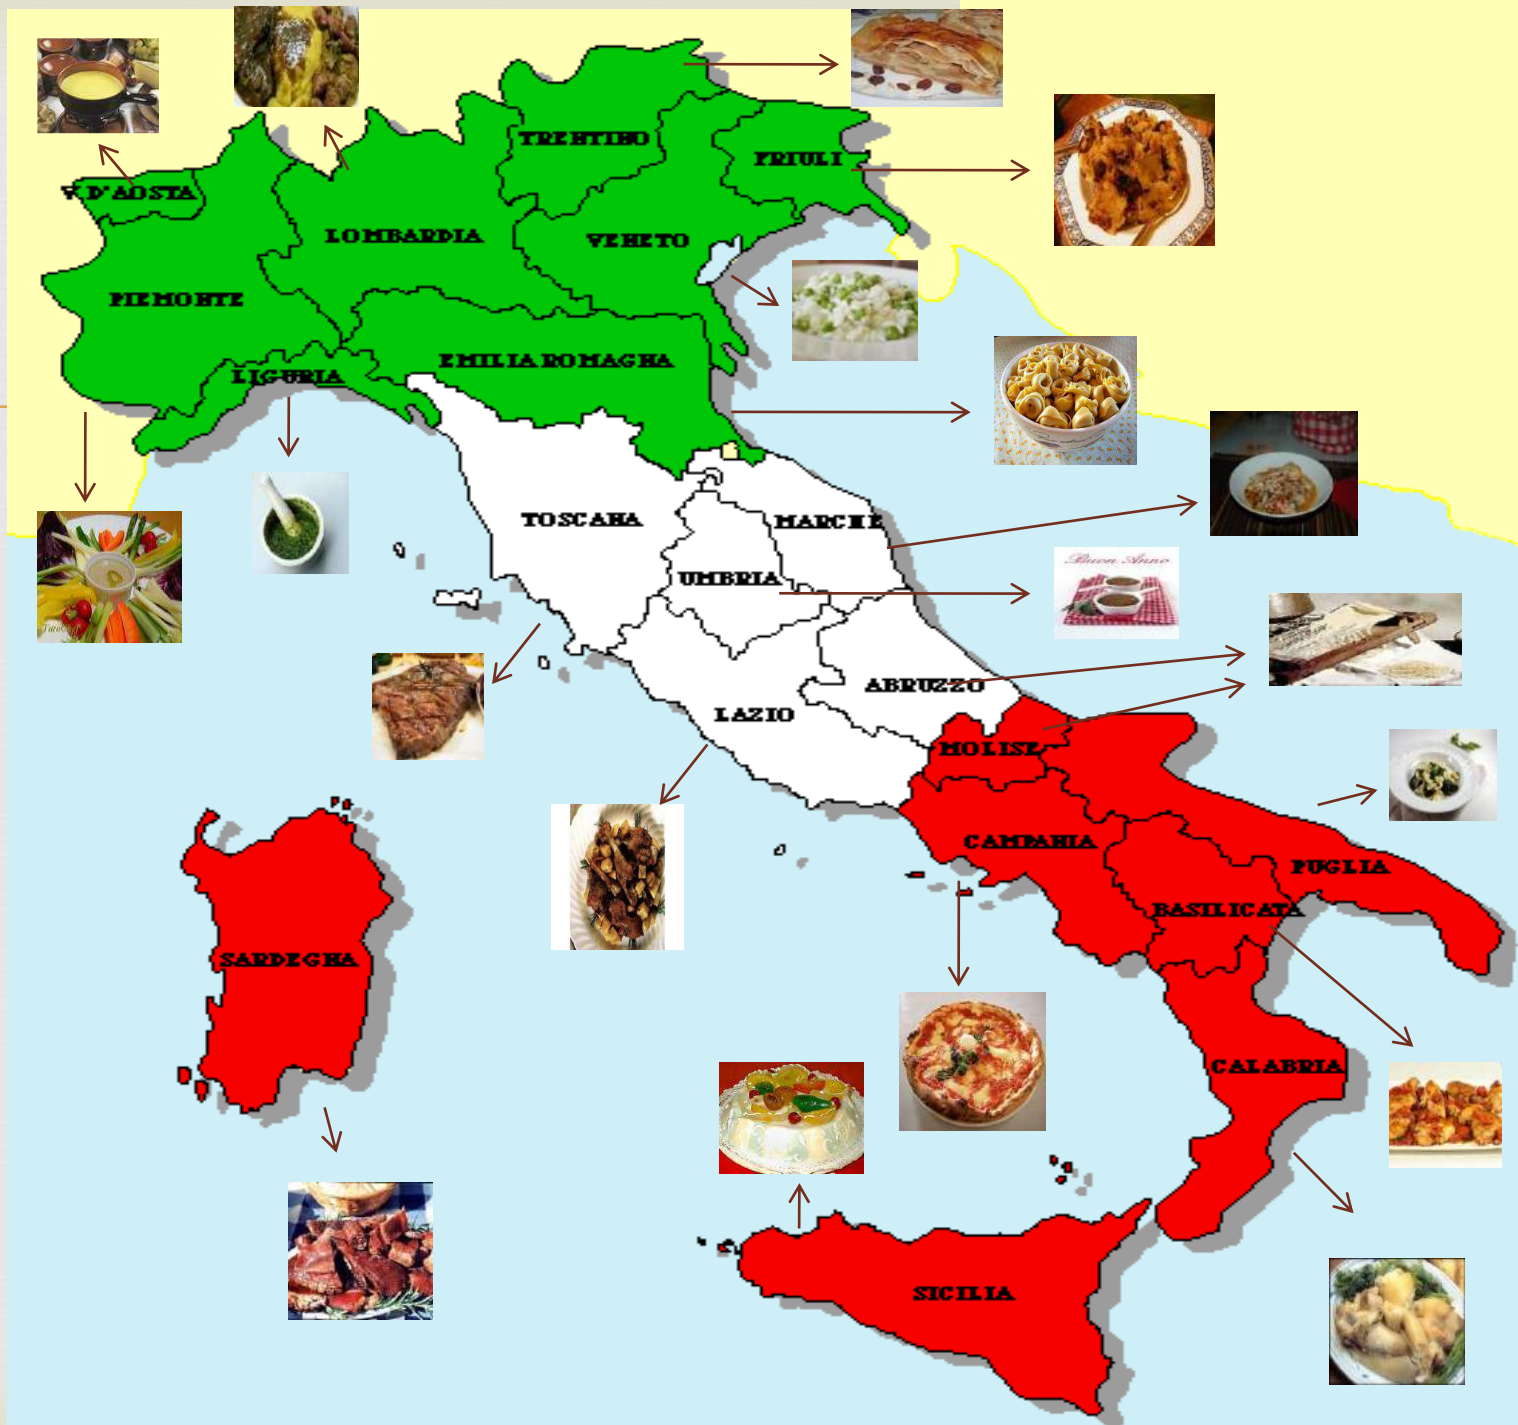 TRENTINO
FRIULI
V. D'AOSTA
LOMBARDIA
VENETO
PIEMONTE
EMILIA ROMAGNA
LIGURIA
TOSCANA
MARCHE
Buon Anno
UMBRIA
ABRUZZO
LAZIO
MOLISE
CAMPANIA
PUGLIA
BASILICATA
SARDEGNA
CALABRIA
SICILIA